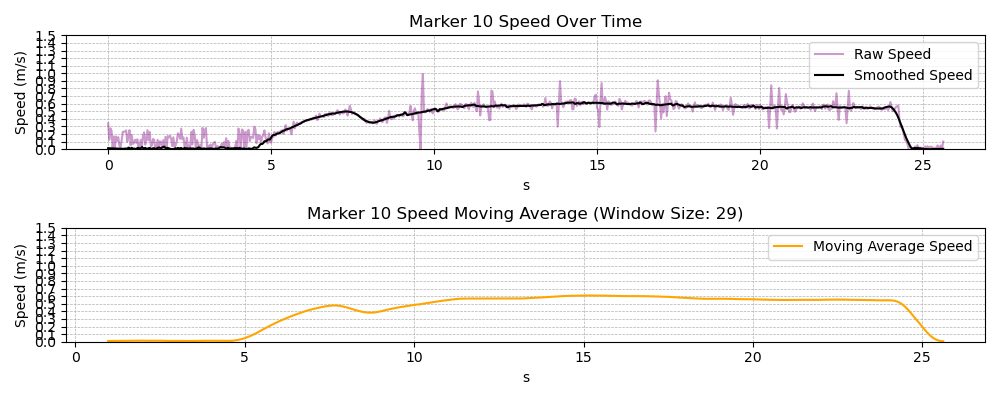 Marker 10 Speed Over Time
Speed (m/s)
1.5
1.4
1.3
1.2
1.1
1.0
0.9
0.8
0.7
0.6
0.5
0.4
0.3
0.2
0.1
0.0
Raw Speed
Smoothed Speed
0 5 10 15 20 25
s
Marker 10 Speed Moving Average (Window Size: 29)
Speed (m/s)
1.5
1.4
1.3
1.2
1.1
1.0
0.9
0.8
0.7
0.6
0.5
0.4
0.3
0.2
0.1
0.0
Moving Average Speed
0 5 10 15 20 25
s